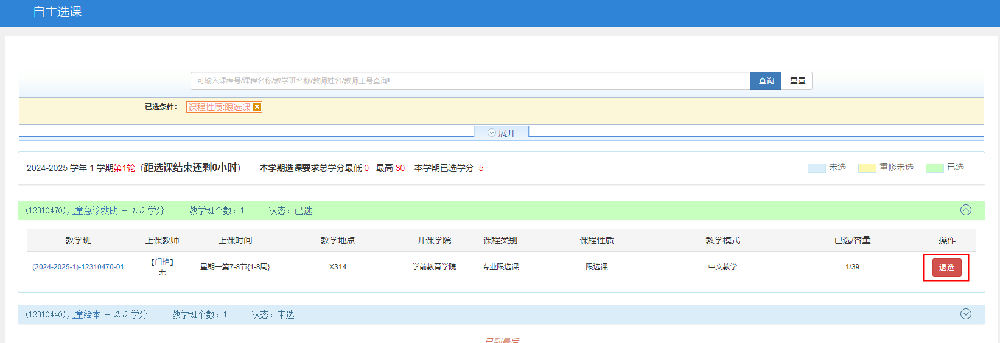 自主选课
可输入课程号/课程名称/教学班名称/教师姓名/教师工号查询!
查询 重置
已选条件： 课程性质:限选课
展开
2024-2025 学年 1 学期第1轮（距选课结束还剩0小时） 本学期选课要求总学分最低 0 最高 30 本学期已选学分 5 未选 重修未选 已选
(12310470)儿童急诊救助 - 1.0 学分 教学班个数：1 状态：已选
教学班 上课教师 上课时间 教学地点 开课学院 课程类别 课程性质 教学模式 已选/容量 操作
(2024-2025-1)-12310470-01 【门艳】 星期一第7-8节{1-8周} X314 学前教育学院 专业限选课 限选课 中文教学 1/39 退选
无
(12310440)儿童绘本 - 2.0 学分 教学班个数：1 状态：未选
已到最后